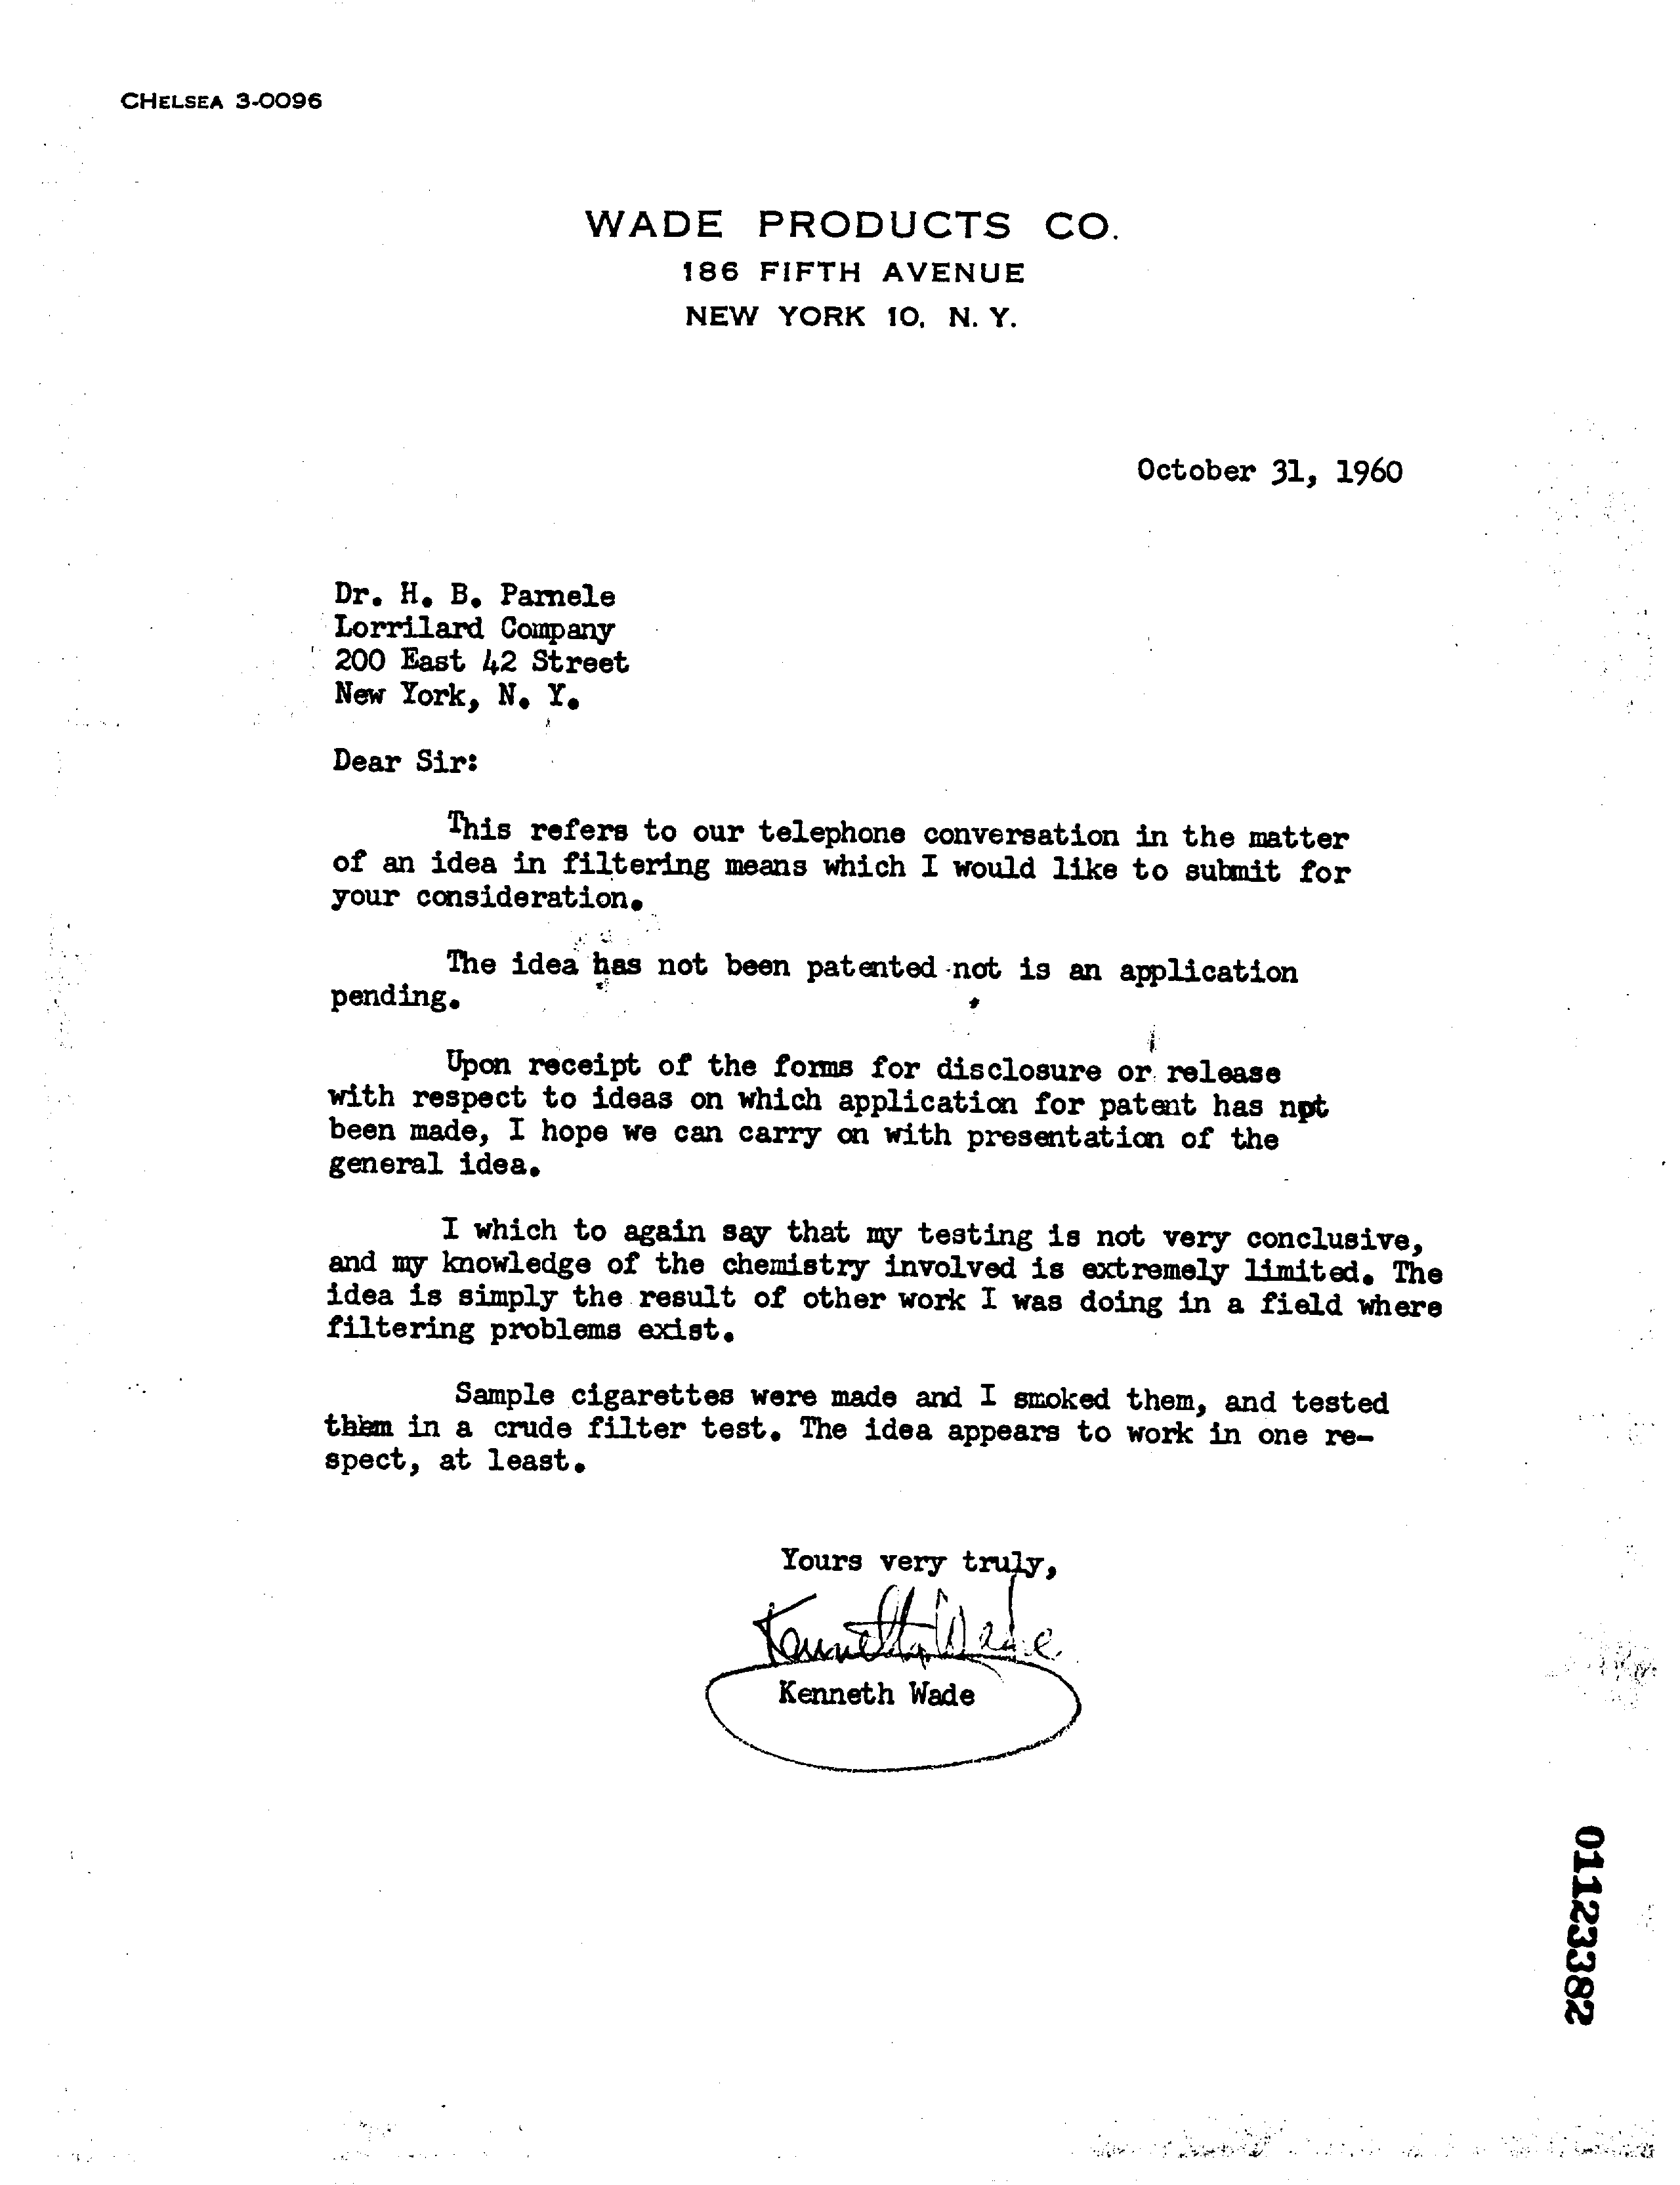 CHELSEA 3-0096
WADE PRODUCTS CO.
186 FIFTH AVENUE
NEW YORK 10, N. Y.
October 31, 1960
Dr. H. B. Parmele
Lorrilard Company
200 East 42 Street
New York, N. Y.
Dear Sir:
This refers to our telephone conversation in the matter
of an idea in filtering means which I would like to submit for
your consideration.
The idea has not been patented not is an application
pending.
Upon receipt of the forms for disclosure or release
with respect to ideas on which application for patent has not
been made, I hope we can carry on with presentation of the
general idea.
I which to again say that my testing is not very conclusive,
and my knowledge of the chemistry involved is extremely limited. The
idea is simply the result of other work I was doing in a field where
filtering problems exist.
Sample cigarettes were made and I smoked them, and tested
them in a crude filter test. The idea appears to work in one re-
spect, at least.
Yours very truly,
Kenneth Wade
Kenneth Wade
01123382